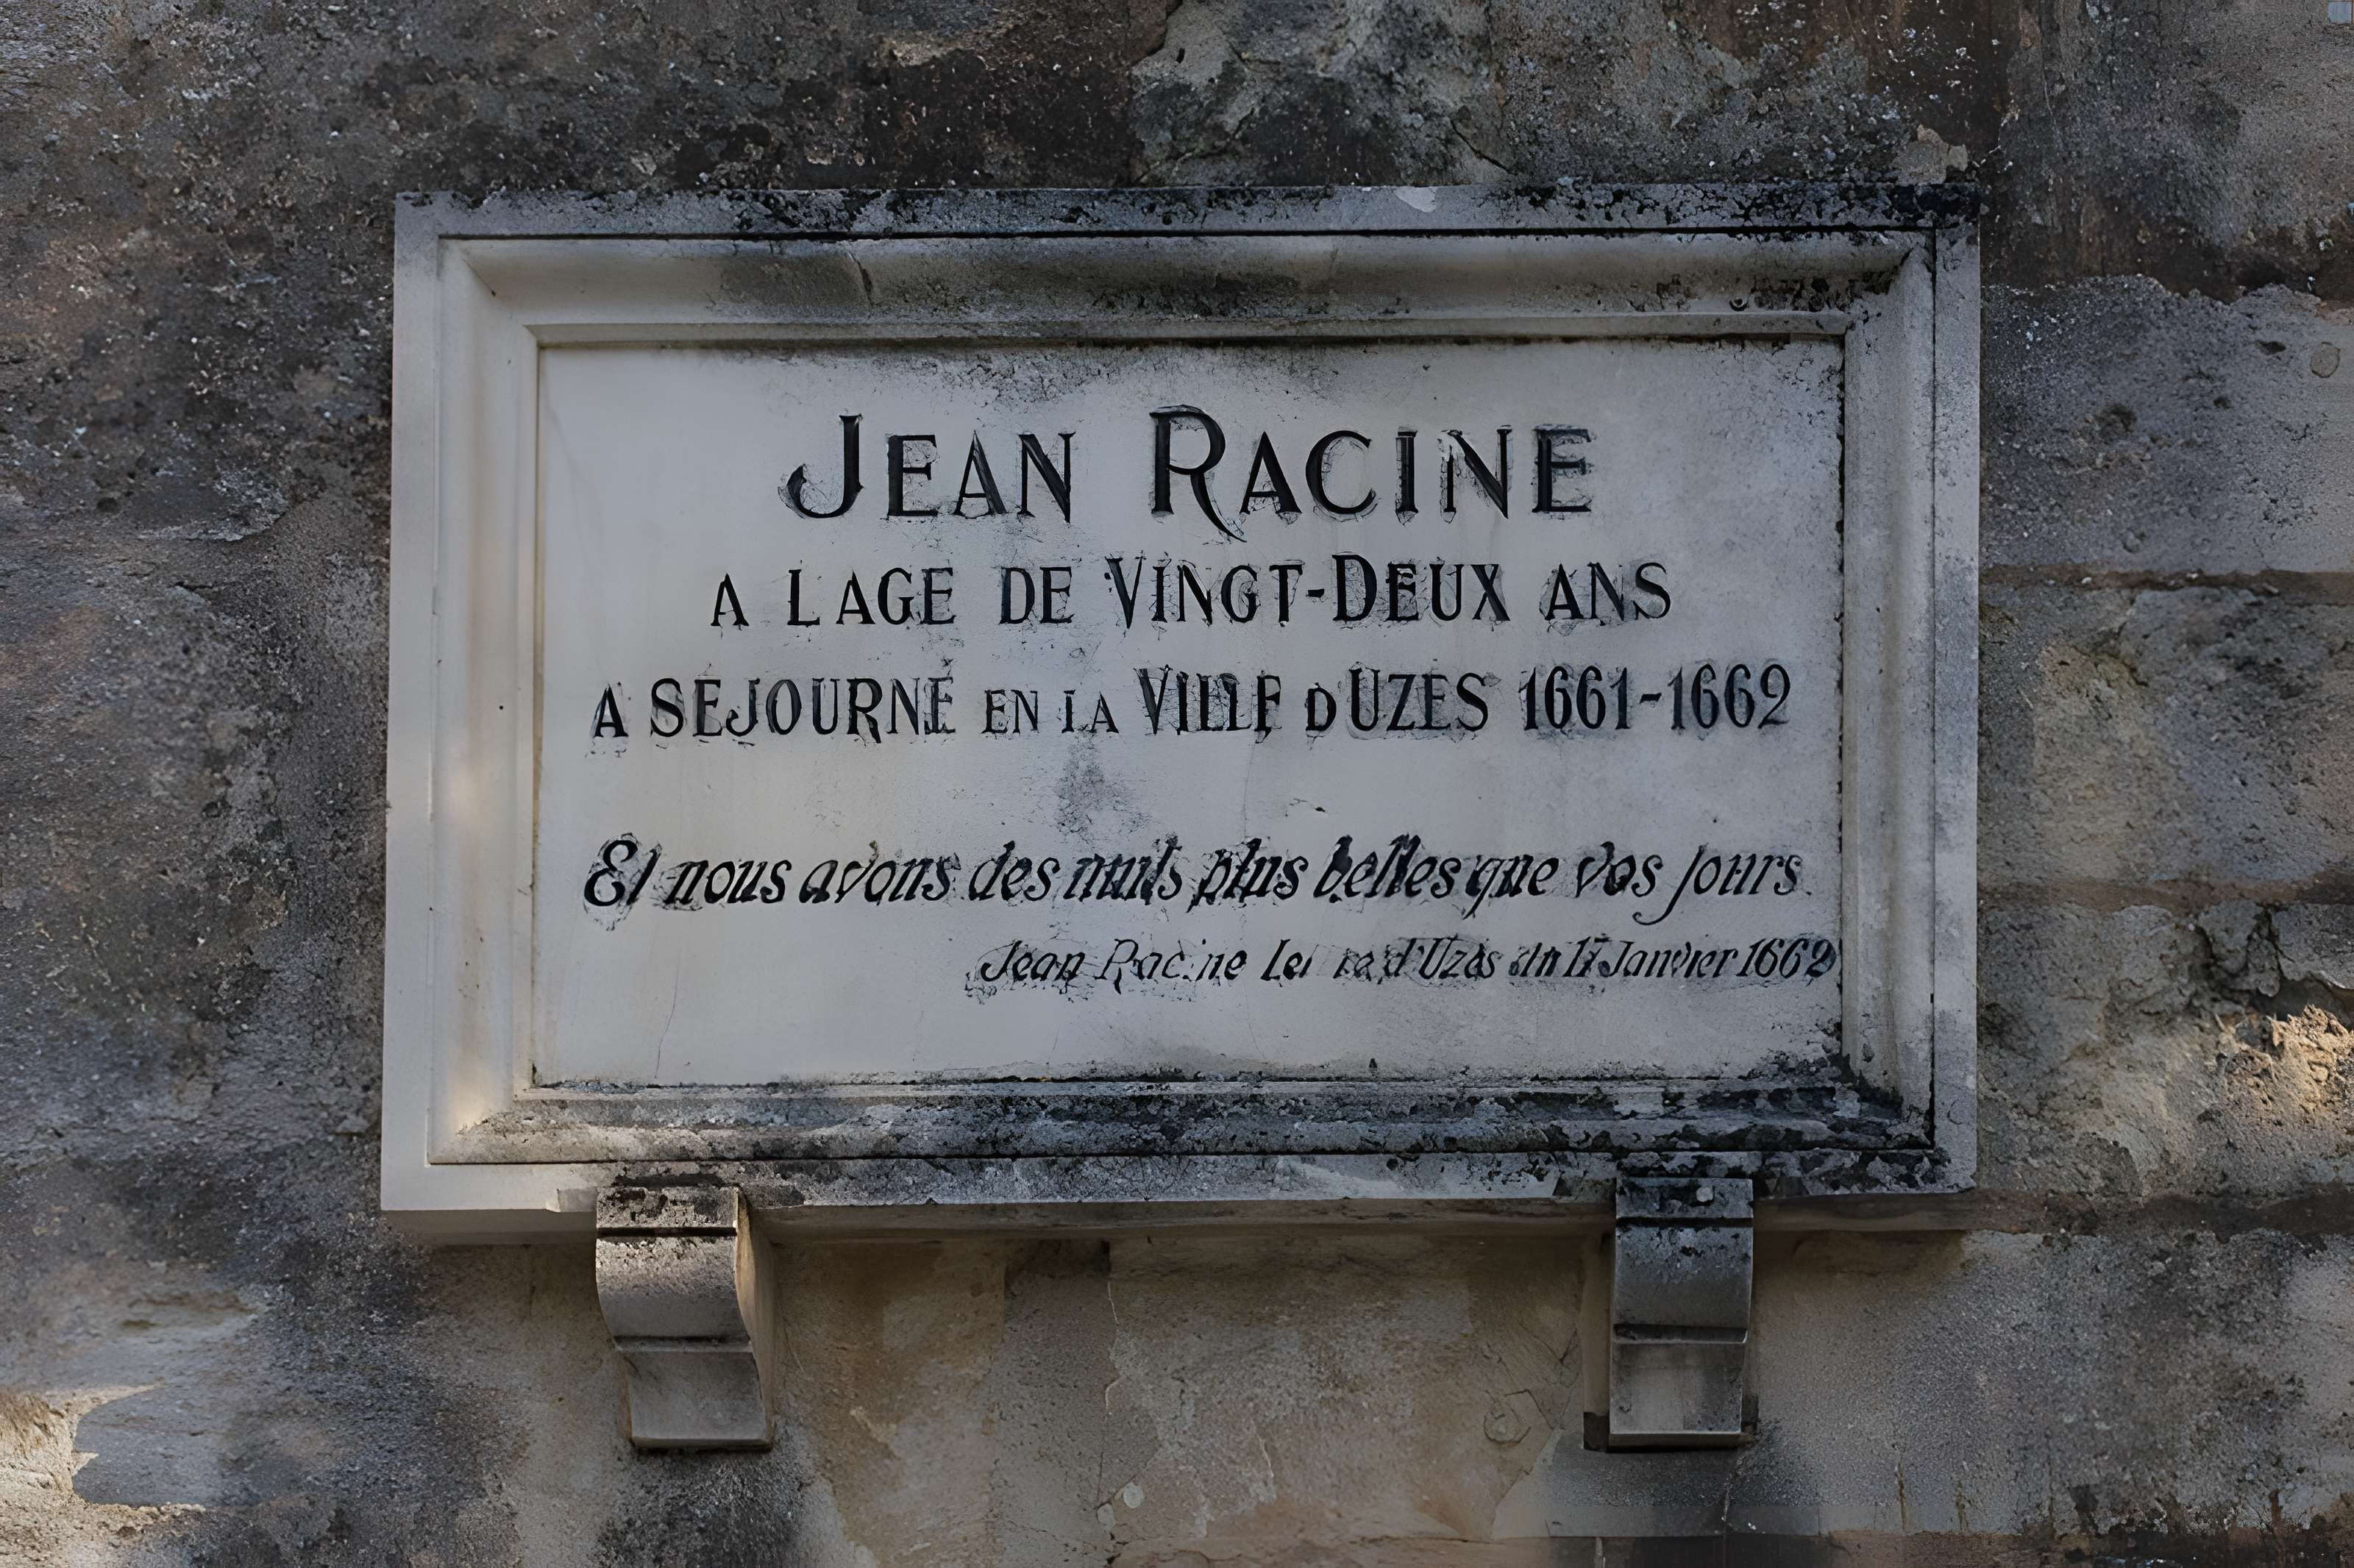 JEAN RACINE
A L AGE DE VINGT-DEUX ANS
A SEJOURNÉ EN LA VILLE D UZES 1661-1662
Et nous avons des nuits plus belles que vos jours.
Jean Racine d'Uzès du 17 Janvier 1662